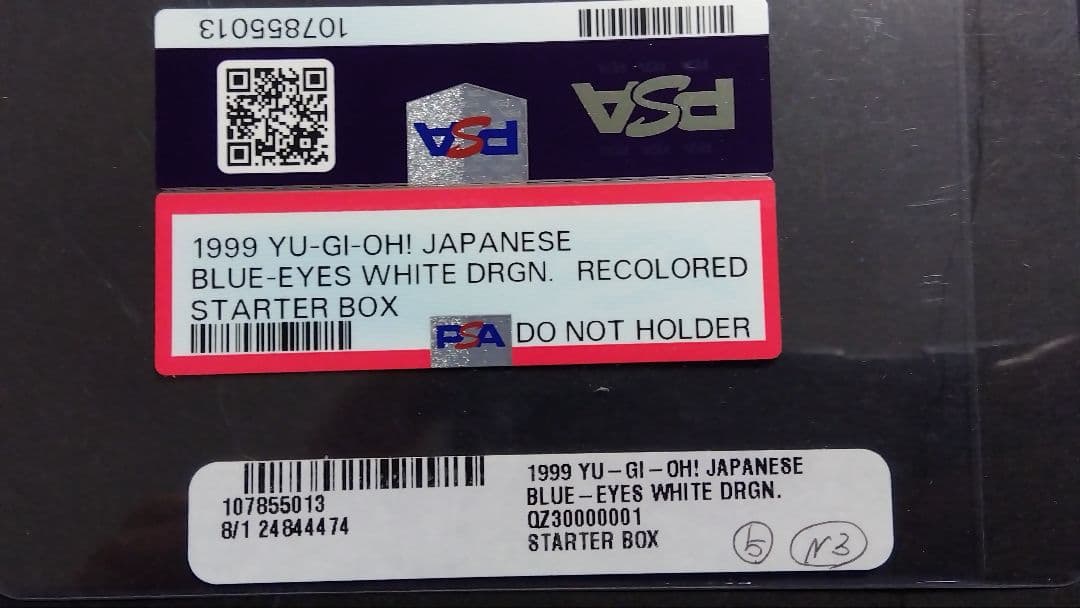 107855013
PSA
PSA
1999 YU-GI-OH! JAPANESE
BLUE-EYES WHITE DRGN. RECOLORED
STARTER BOX
PSA DO NOT HOLDER
107855013
8/1 24844474
1999 YU-GI-OH! JAPANESE
BLUE-EYES WHITE DRGN.
QZ30000001
STARTER BOX
5 N3